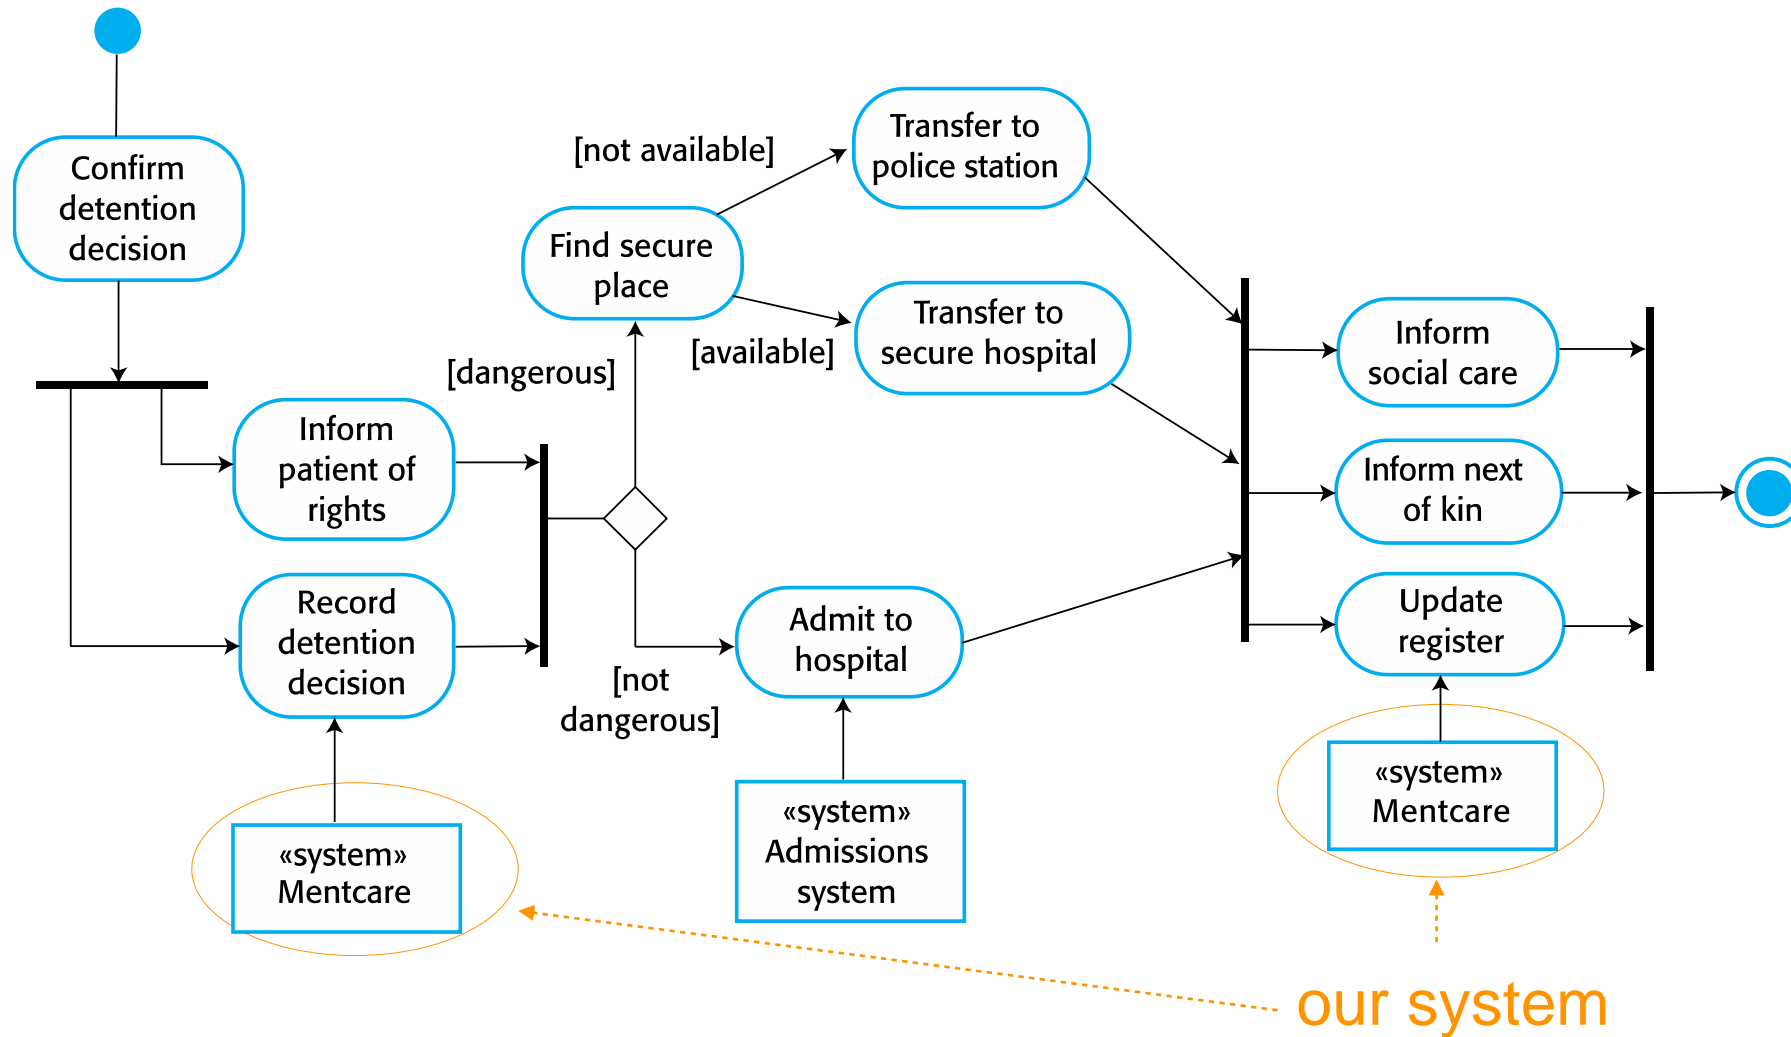 Confirm
detention
decision
Inform
patient of
rights
Record
detention
decision
«system»
Mentcare
[dangerous]
[not
dangerous]
Find secure
place
[not available]
[available]
Transfer to
police station
Transfer to
secure hospital
Admit to
hospital
«system»
Admissions
system
Inform
social care
Inform next
of kin
Update
register
«system»
Mentcare
our system